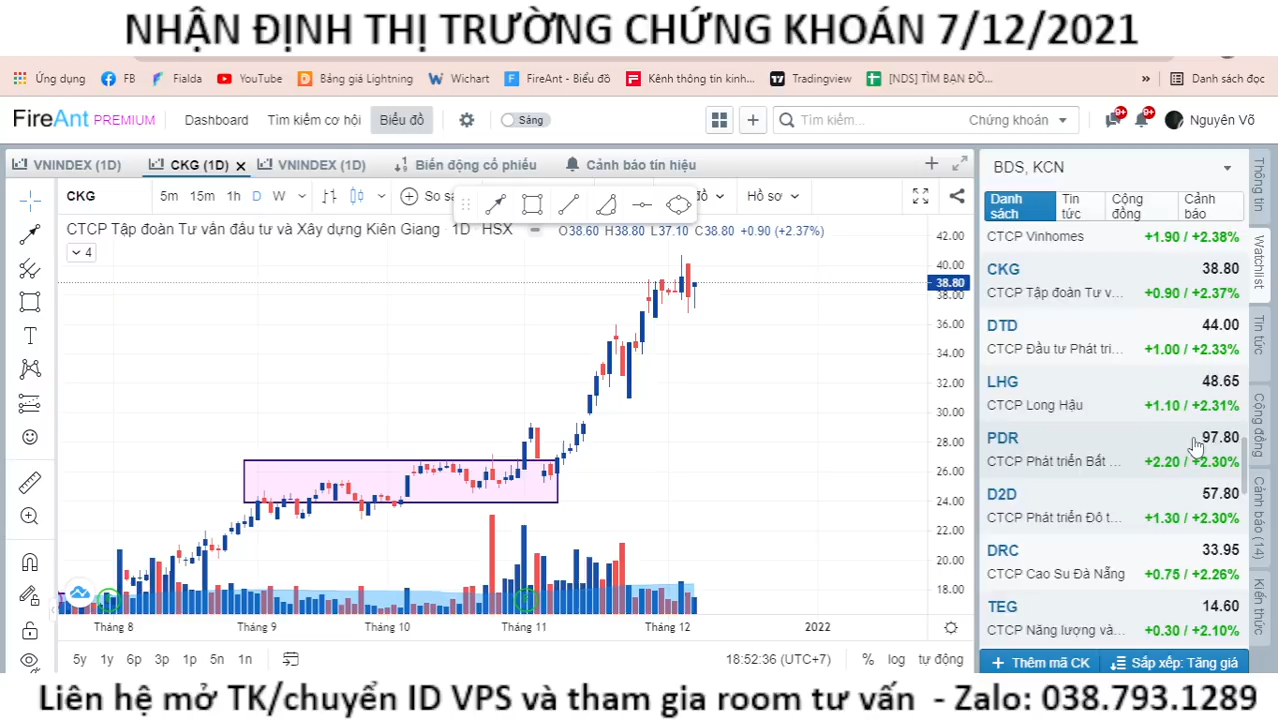 NHẬN ĐỊNH THỊ TRƯỜNG CHỨNG KHOÁN 7/12/2021
Ứng dụng FB Fialda YouTube Bảng giá Lightning Wichart FireAnt - Biểu đồ Kênh thông tin kinh... Tradingview [NDS] TÌM BẠN ĐỒ... » Danh sách đọc
FireAnt PREMIUM Dashboard Tìm kiếm cơ hội Biểu đồ Sáng Tìm kiếm... Chứng khoán 9+ 9+ Nguyên Võ
VNINDEX (1D) CKG (1D) VNINDEX (1D) Biến động cổ phiếu Cảnh báo tín hiệu BDS, KCN
CKG 5m 15m 1h D W So sá đồ Hồ sơ
Danh sách Tin tức Cộng đồng Cảnh báo
CTCP Tập đoàn Tư vấn đầu tư và Xây dựng Kiên Giang 1D HSX O38.60 H38.80 L37.10 C38.80 +0.90 (+2.37%)
4
42.00
40.00
38.80
38.00
36.00
34.00
32.00
30.00
28.00
26.00
24.00
22.00
20.00
18.00
Tháng 8 Tháng 9 Tháng 10 Tháng 11 Tháng 12 2022
5y 1y 6p 3p 1p 5n 1n 18:52:36 (UTC+7) % log tự động
CTCP Vinhomes +1.90 / +2.38%
CKG 38.80
CTCP Tập đoàn Tư v... +0.90 / +2.37%
DTD 44.00
CTCP Đầu tư Phát tri... +1.00 / +2.33%
LHG 48.65
CTCP Long Hậu +1.10 / +2.31%
PDR 97.80
CTCP Phát triển Bất ... +2.20 / +2.30%
D2D 57.80
CTCP Phát triển Đô t... +1.30 / +2.30%
DRC 33.95
CTCP Cao Su Đà Nẵng +0.75 / +2.26%
TEG 14.60
CTCP Năng lượng và... +0.30 / +2.10%
+ Thêm mã CK Sắp xếp: Tăng giá
Thông tin
Watchlist
Tin tức
Cộng đồng
Cảnh báo (14)
Kiến thức
Liên hệ mở TK/chuyển ID VPS và tham gia room tư vấn - Zalo: 038.793.1289